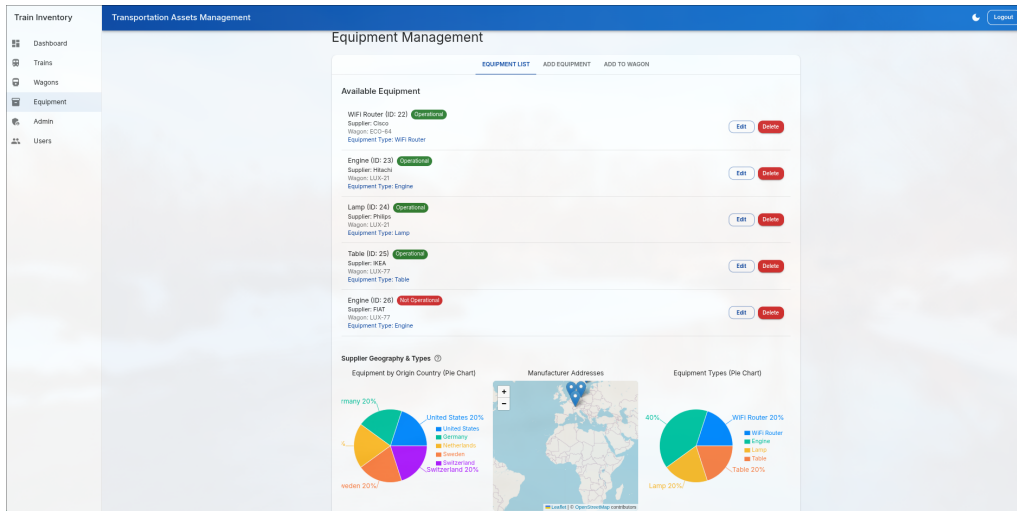 Train Inventory
Transportation Assets Management
Logout
Dashboard
Trains
Wagons
Equipment
Admin
Users
Equipment Management
EQUIPMENT LIST
ADD EQUIPMENT
ADD TO WAGON
Available Equipment
WIFI Router (ID: 22) Operational
Supplier: Cisco
Wagon: ECO-64
Equipment Type: WIFI Router
Edit Delete
Engine (ID: 23) Operational
Supplier: Hitachi
Wagon: LUX-21
Equipment Type: Engine
Edit Delete
Lamp (ID: 24) Operational
Supplier: Philips
Wagon: LUX-21
Equipment Type: Lamp
Edit Delete
Table (ID: 25) Operational
Supplier: IKEA
Wagon: LUX-77
Equipment Type: Table
Edit Delete
Engine (ID: 26) Not Operational
Supplier: FIAT
Wagon: LUX-77
Equipment Type: Engine
Edit Delete
Supplier Geography & Types
Equipment by Origin Country (Pie Chart)
rmany 20%
United States 20%
United States
Germany
Netherlands
Sweden
Switzerland
Switzerland 20%
veden 20%
Manufacturer Addresses
+
−
Leaflet | © OpenStreetMap contributors
Equipment Types (Pie Chart)
40%
WIFI Router 20%
WIFI Router
Engine
Lamp
Table
Table 20%
Lamp 20%